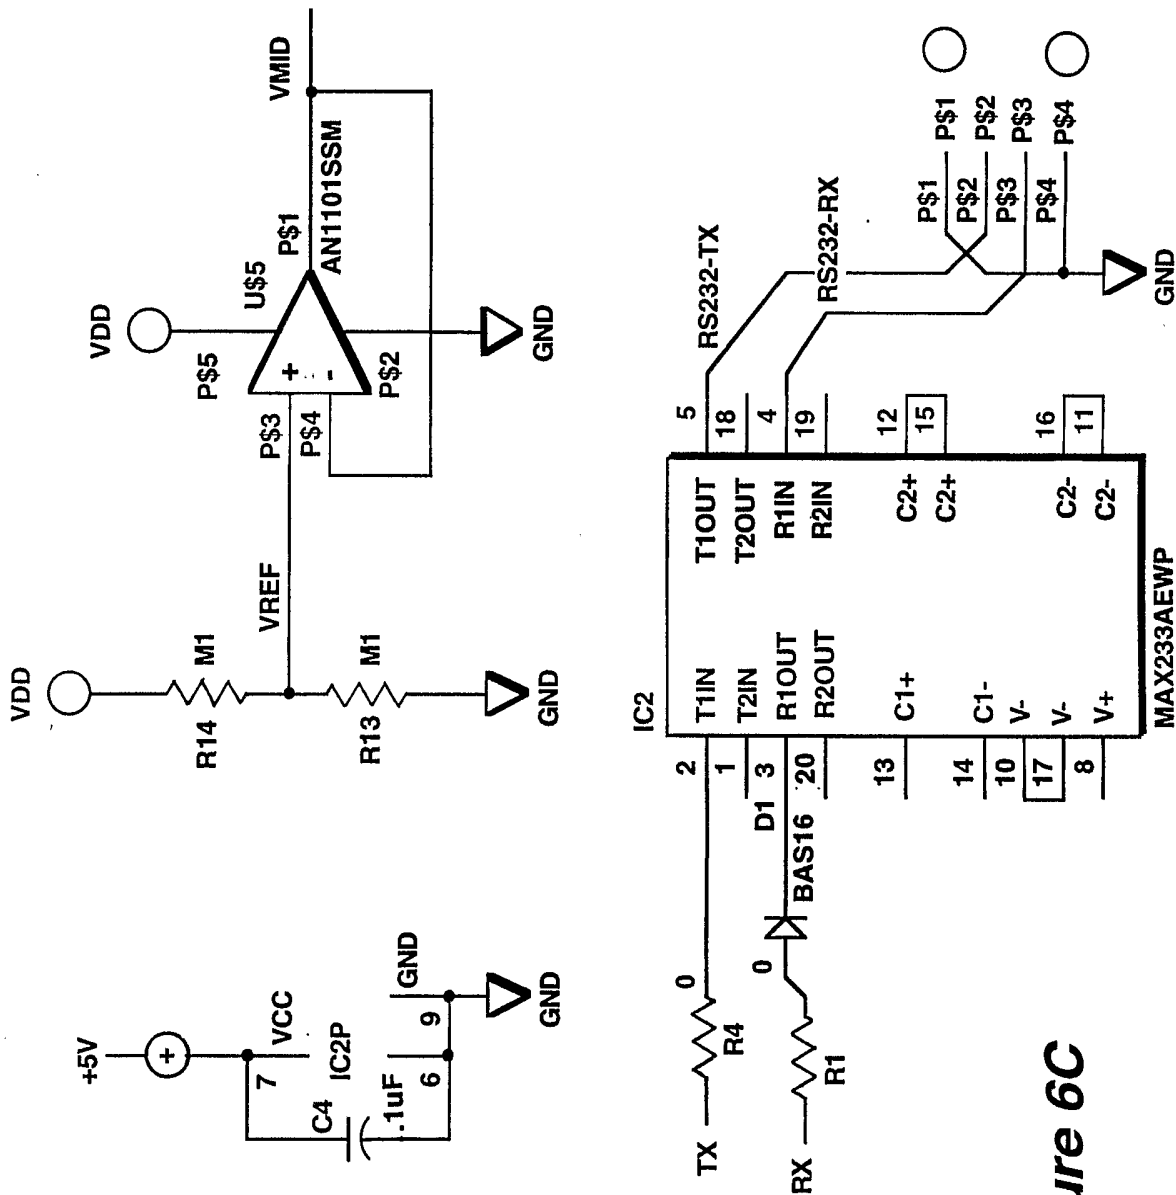 +5V
VCC
7
IC2P
C4
.1uF
6
9
GND
GND
VDD
R14
M1
VREF
R13
M1
GND
VDD
P$5
U$5
P$1
VMID
AN1101SSM
P$3
P$4
+
-
P$2
GND
TX
R4
0
RX
R1
0
D1
BAS16
IC2
2
T1IN
1
T2IN
3
R1OUT
20
R2OUT
13
C1+
14
C1-
10
V-
17
V-
8
V+
T1OUT
5
T2OUT
18
R1IN
4
R2IN
19
C2+
12
C2+
15
C2-
16
C2-
11
MAX233AEWP
RS232-TX
RS232-RX
P$1 P$1
P$2 P$2
P$3 P$3
P$4 P$4
GND
ure 6C